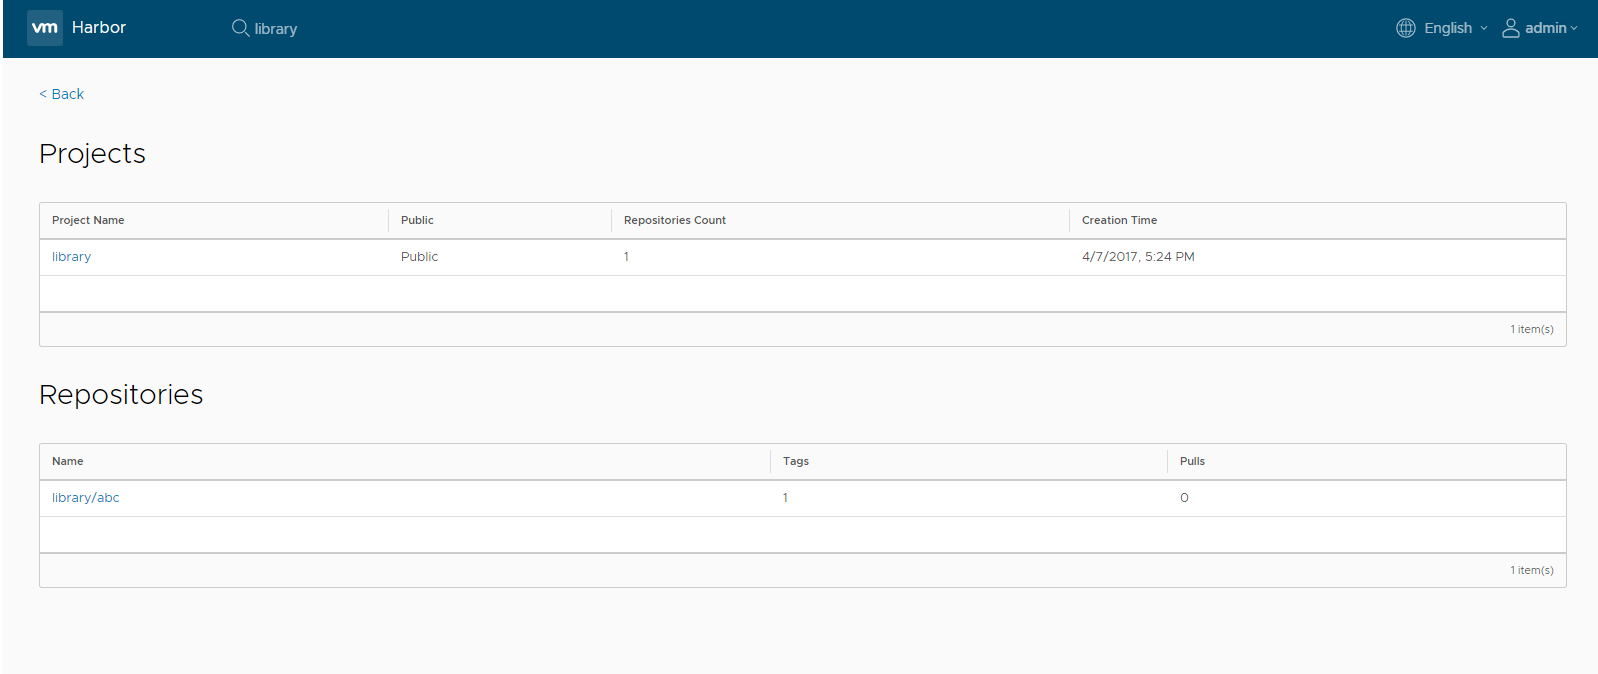 vm Harbor library English admin
< Back
Projects
Project Name Public Repositories Count Creation Time
library Public 1 4/7/2017, 5:24 PM
1 item(s)
Repositories
Name Tags Pulls
library/abc 1 0
1 item(s)